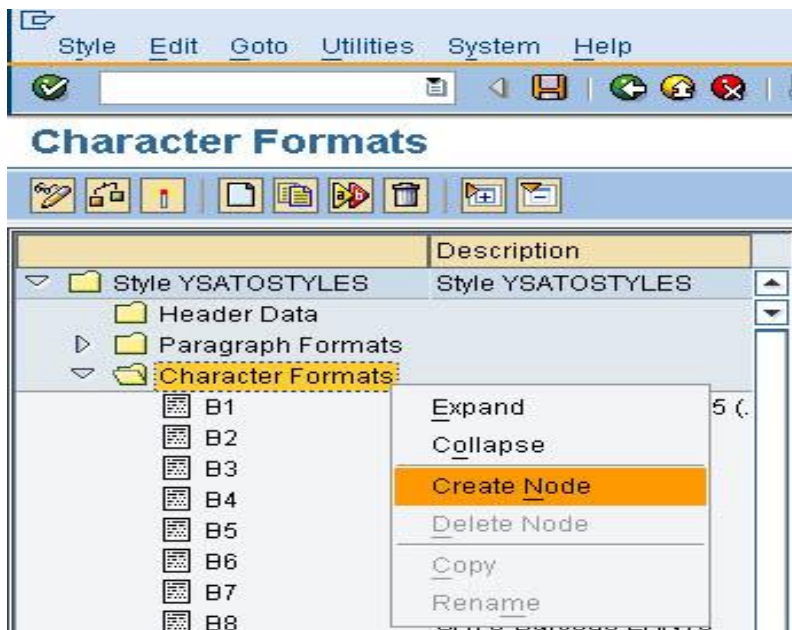 Style Edit Goto Utilities System Help
Character Formats
Description
Style YSATOSTYLES Style YSATOSTYLES
Header Data
Paragraph Formats
Character Formats
B1 Expand 5 (.
B2 Collapse
B3
B4 Create Node
B5 Delete Node
B6 Copy
B7 Rename
B8